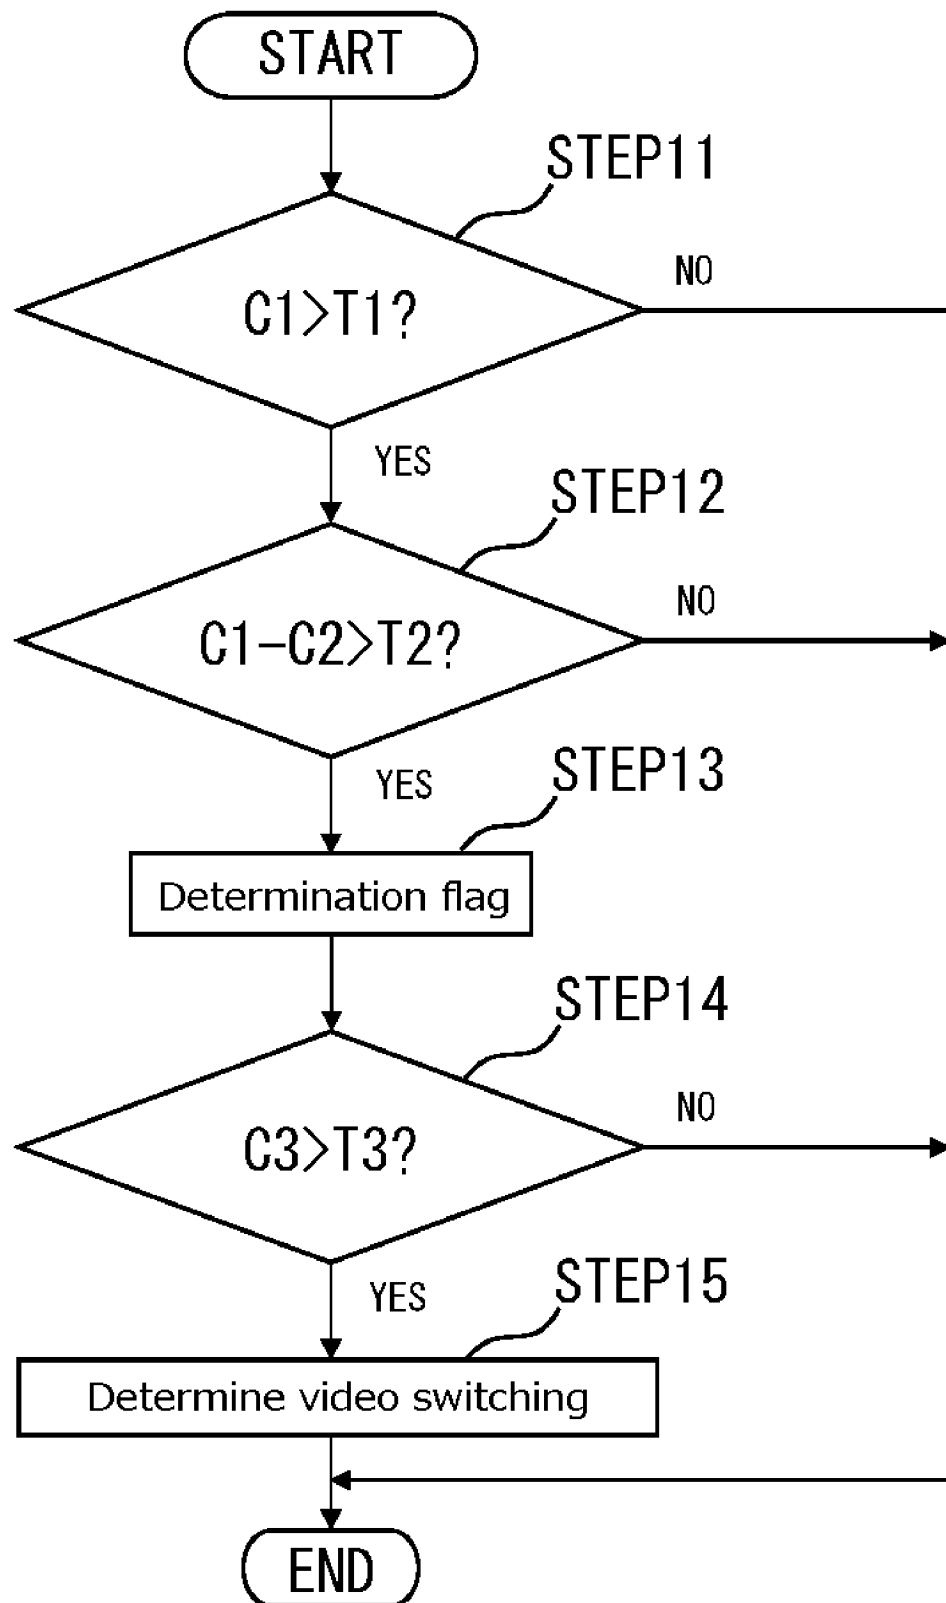 START
STEP11
C1>T1?
NO
YES
STEP12
C1-C2>T2?
NO
YES
STEP13
Determination flag
STEP14
C3>T3?
NO
YES
STEP15
Determine video switching
END